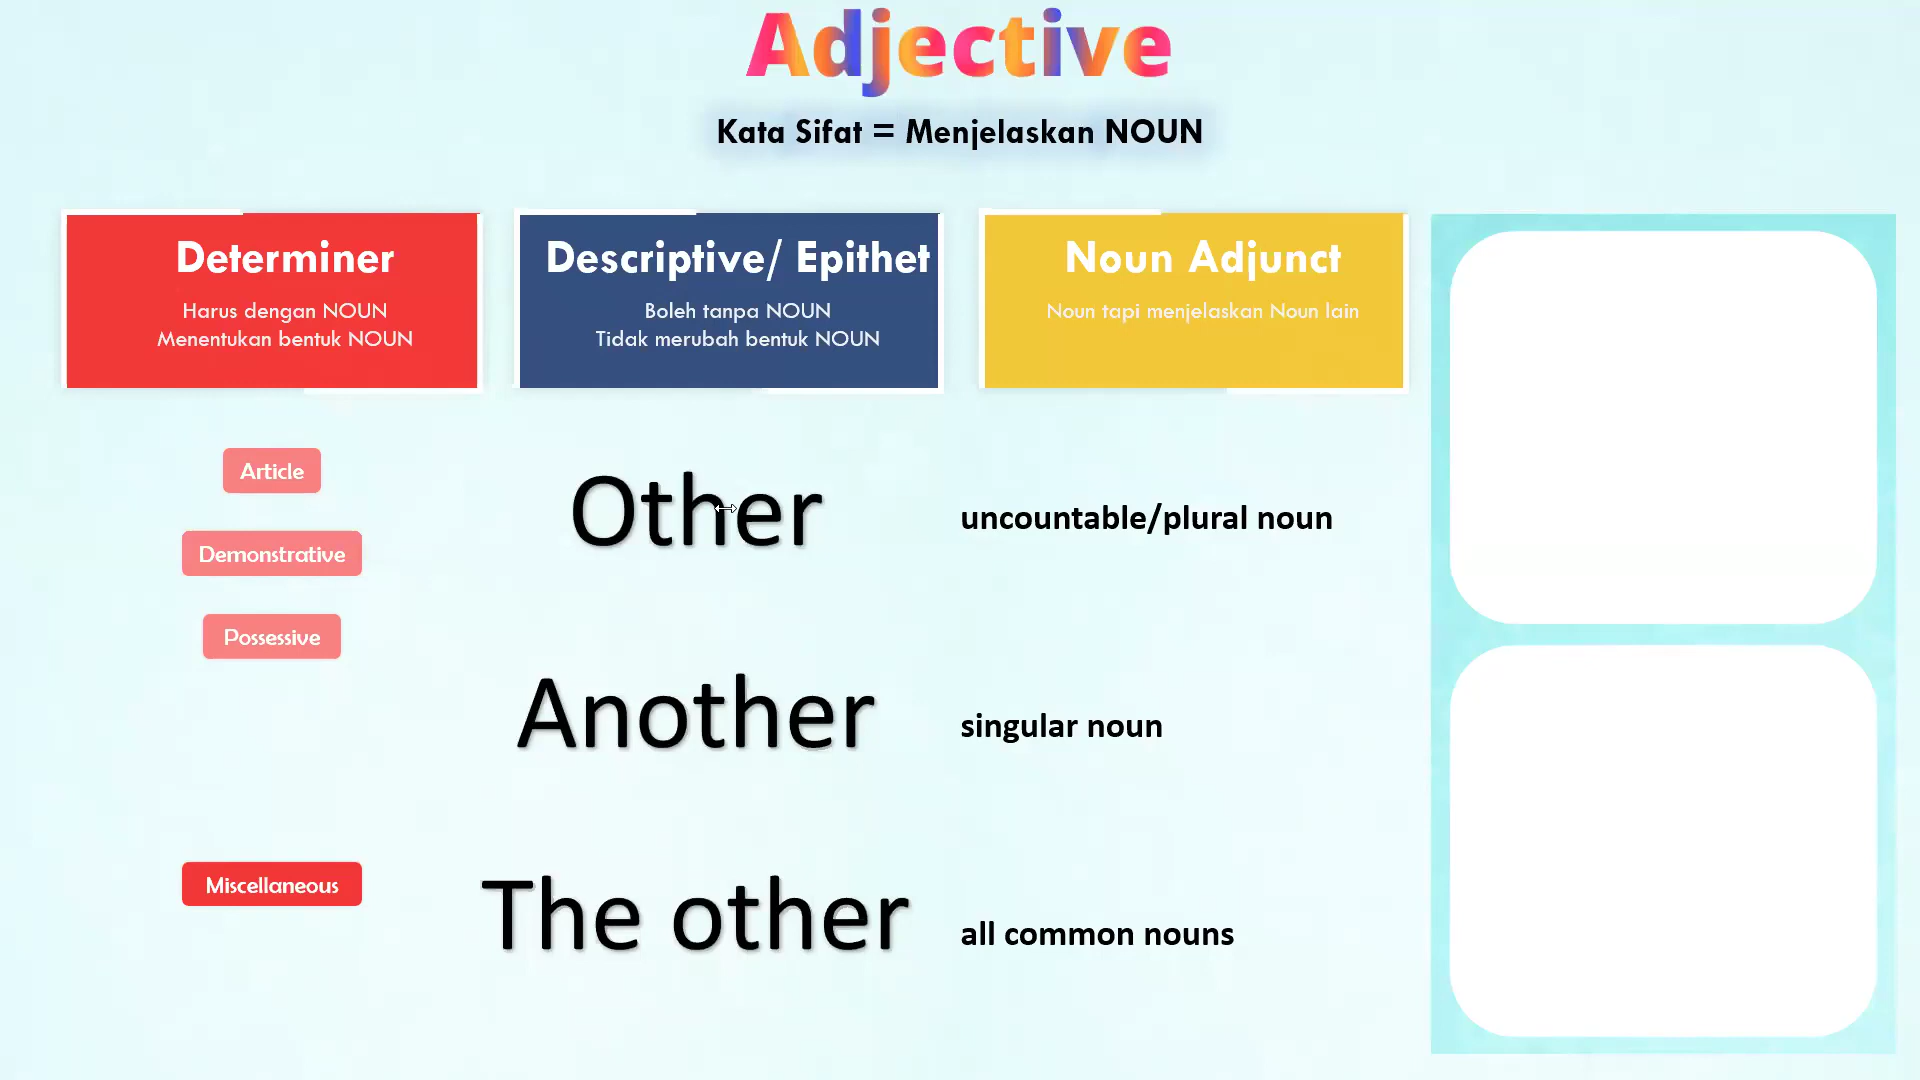 Adjective
Kata Sifat = Menjelaskan NOUN
Determiner
Harus dengan NOUN
Menentukan bentuk NOUN
Descriptive/ Epithet
Boleh tanpa NOUN
Tidak merubah bentuk NOUN
Noun Adjunct
Noun tapi menjelaskan Noun lain
Article
Demonstrative
Possessive
Miscellaneous
Other
uncountable/plural noun
Another
singular noun
The other
all common nouns